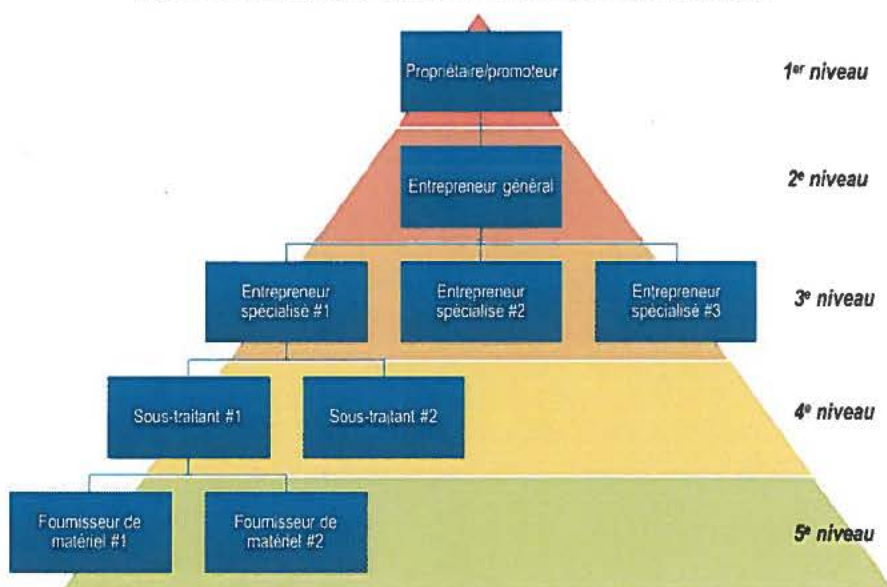 Propriétaire/promoteur
1er niveau
Entrepreneur général
2e niveau
Entrepreneur
spécialisé #1
Entrepreneur
spécialisé #2
Entrepreneur
spécialisé #3
3e niveau
Sous-traitant #1
Sous-traitant #2
4e niveau
Fournisseur de
matériel #1
Fournisseur de
matériel #2
5e niveau